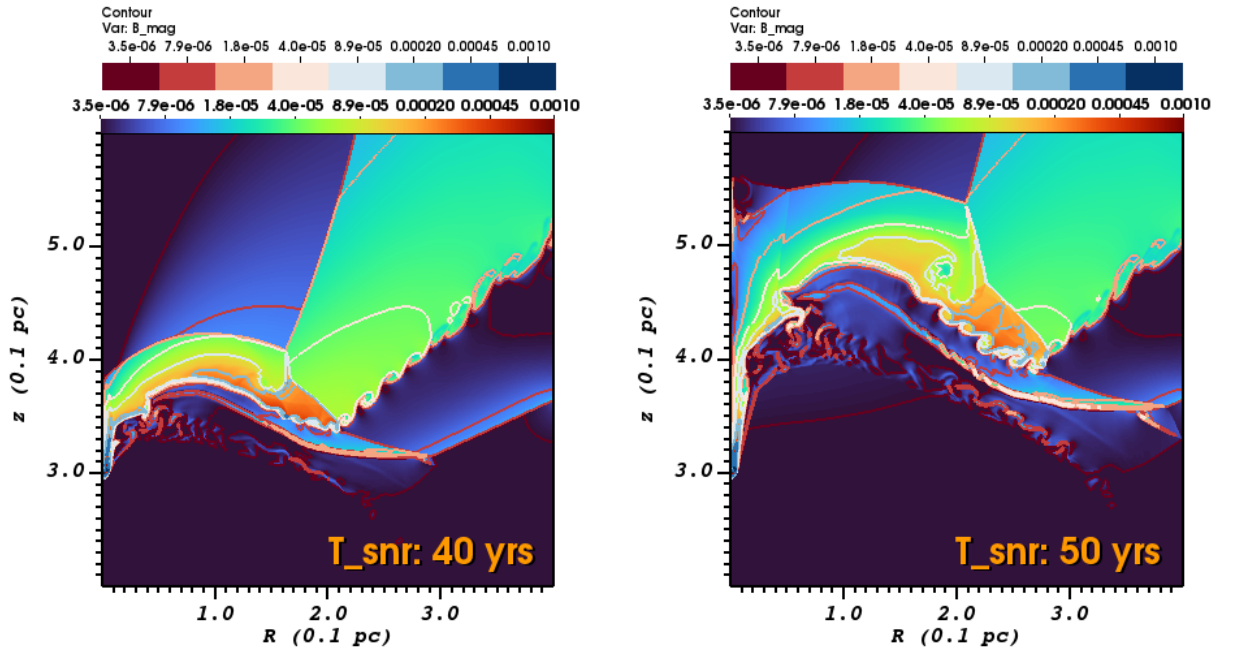 Contour
Var: B_mag
3.5e-06 7.9e-06 1.8e-05 4.0e-05 8.9e-05 0.00020 0.00045 0.0010
3.5e-06 7.9e-06 1.8e-05 4.0e-05 8.9e-05 0.00020 0.00045 0.0010
5.0
4.0
3.0
z (0.1 pc)
T_snr: 40 yrs
1.0 2.0 3.0
R (0.1 pc)
Contour
Var: B_mag
3.5e-06 7.9e-06 1.8e-05 4.0e-05 8.9e-05 0.00020 0.00045 0.0010
3.5e-06 7.9e-06 1.8e-05 4.0e-05 8.9e-05 0.00020 0.00045 0.0010
5.0
4.0
3.0
z (0.1 pc)
T_snr: 50 yrs
1.0 2.0 3.0
R (0.1 pc)